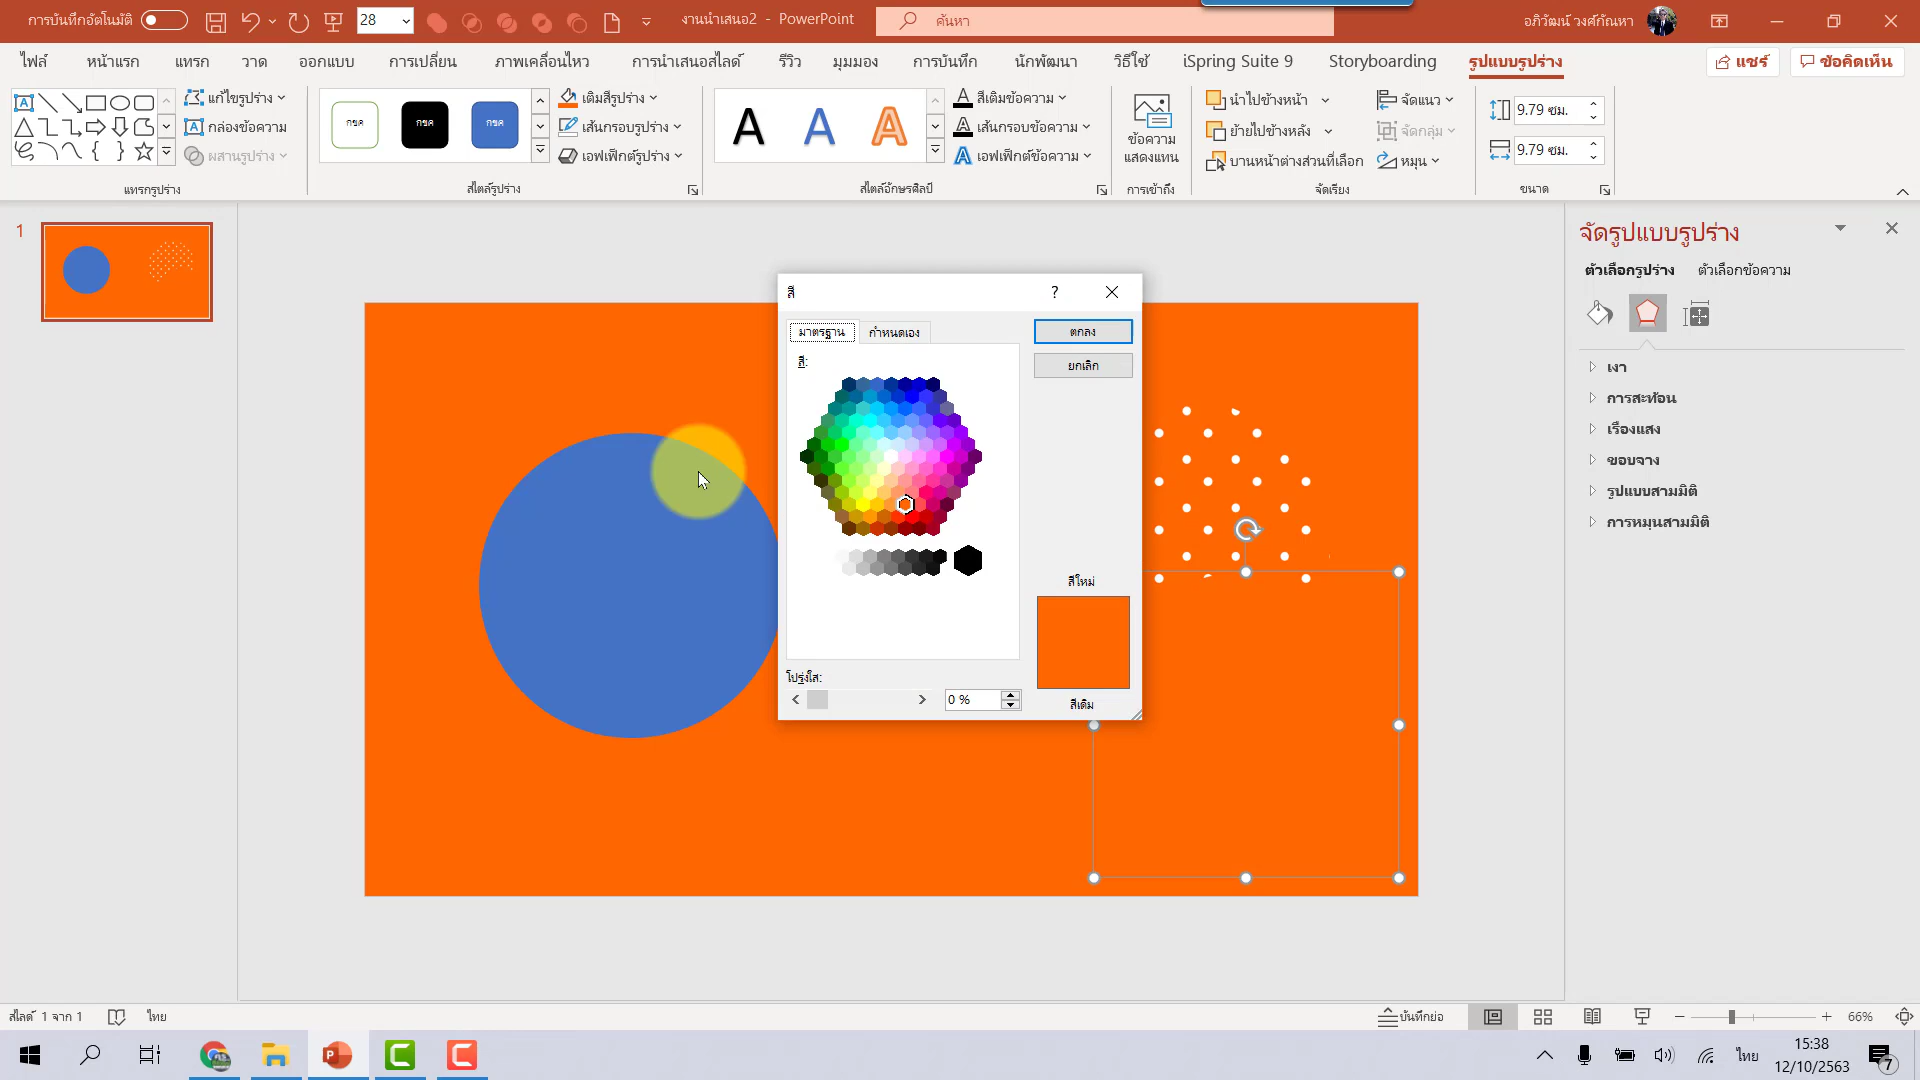 การบันทึกอัตโนมัติ
28
งานนำเสนอ2 - PowerPoint
ค้นหา
อภิวัฒน์ วงศ์กัณหา
ไฟล์ หน้าแรก แทรก วาด ออกแบบ การเปลี่ยน ภาพเคลื่อนไหว การนำเสนอสไลด์ รีวิว มุมมอง การบันทึก นักพัฒนา วิธีใช้ iSpring Suite 9 Storyboarding รูปแบบรูปร่าง แชร์ ข้อคิดเห็น
แก้ไขรูปร่าง
กล่องข้อความ
ผสานรูปร่าง
แทรกรูปร่าง
กขค กขค กขค
เติมสีรูปร่าง
เส้นกรอบรูปร่าง
เอฟเฟ็กต์รูปร่าง
สไตล์รูปร่าง
A A A
สีเติมข้อความ
เส้นกรอบข้อความ
เอฟเฟ็กต์ข้อความ
สไตล์อักษรศิลป์
ข้อความ
แสดงแทน
การเข้าถึง
นำไปข้างหน้า
ย้ายไปข้างหลัง
บานหน้าต่างส่วนที่เลือก
จัดแนว
จัดกลุ่ม
หมุน
จัดเรียง
9.79 ซม.
9.79 ซม.
ขนาด
1
สี
?
มาตรฐาน กำหนดเอง
สี:
ตกลง
ยกเลิก
สีใหม่
สีเดิม
โปร่งใส:
0 %
จัดรูปแบบรูปร่าง
ตัวเลือกรูปร่าง ตัวเลือกข้อความ
เงา
การสะท้อน
เรืองแสง
ขอบจาง
รูปแบบสามมิติ
การหมุนสามมิติ
สไลด์ 1 จาก 1
ไทย
บันทึกย่อ
66%
ไทย
15:38
12/10/2563
7